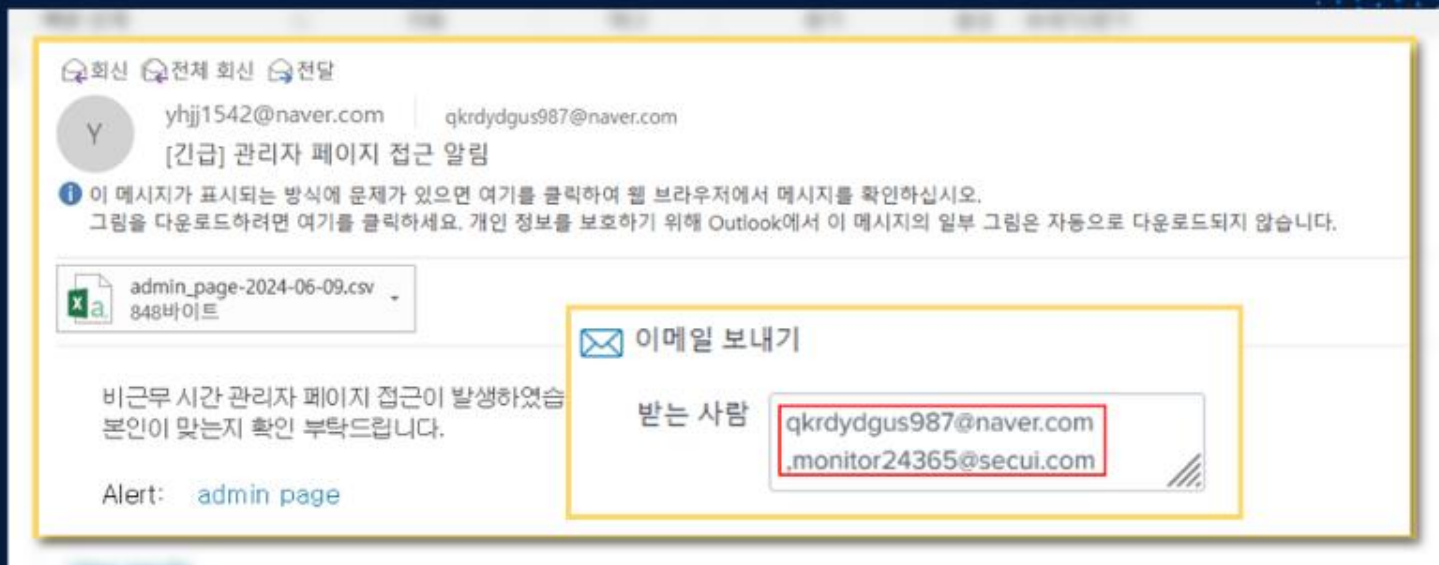 회신 전체 회신 전달
Y
yhjj1542@naver.com qkrdydgus987@naver.com
[긴급] 관리자 페이지 접근 알림
이 메시지가 표시되는 방식에 문제가 있으면 여기를 클릭하여 웹 브라우저에서 메시지를 확인하십시오.
그림을 다운로드하려면 여기를 클릭하세요. 개인 정보를 보호하기 위해 Outlook에서 이 메시지의 일부 그림은 자동으로 다운로드되지 않습니다.
admin_page-2024-06-09.csv
848바이트
비근무 시간 관리자 페이지 접근이 발생하였습
본인이 맞는지 확인 부탁드립니다.
Alert: admin page
이메일 보내기
받는 사람
qkrdydgus987@naver.com
,monitor24365@secui.com